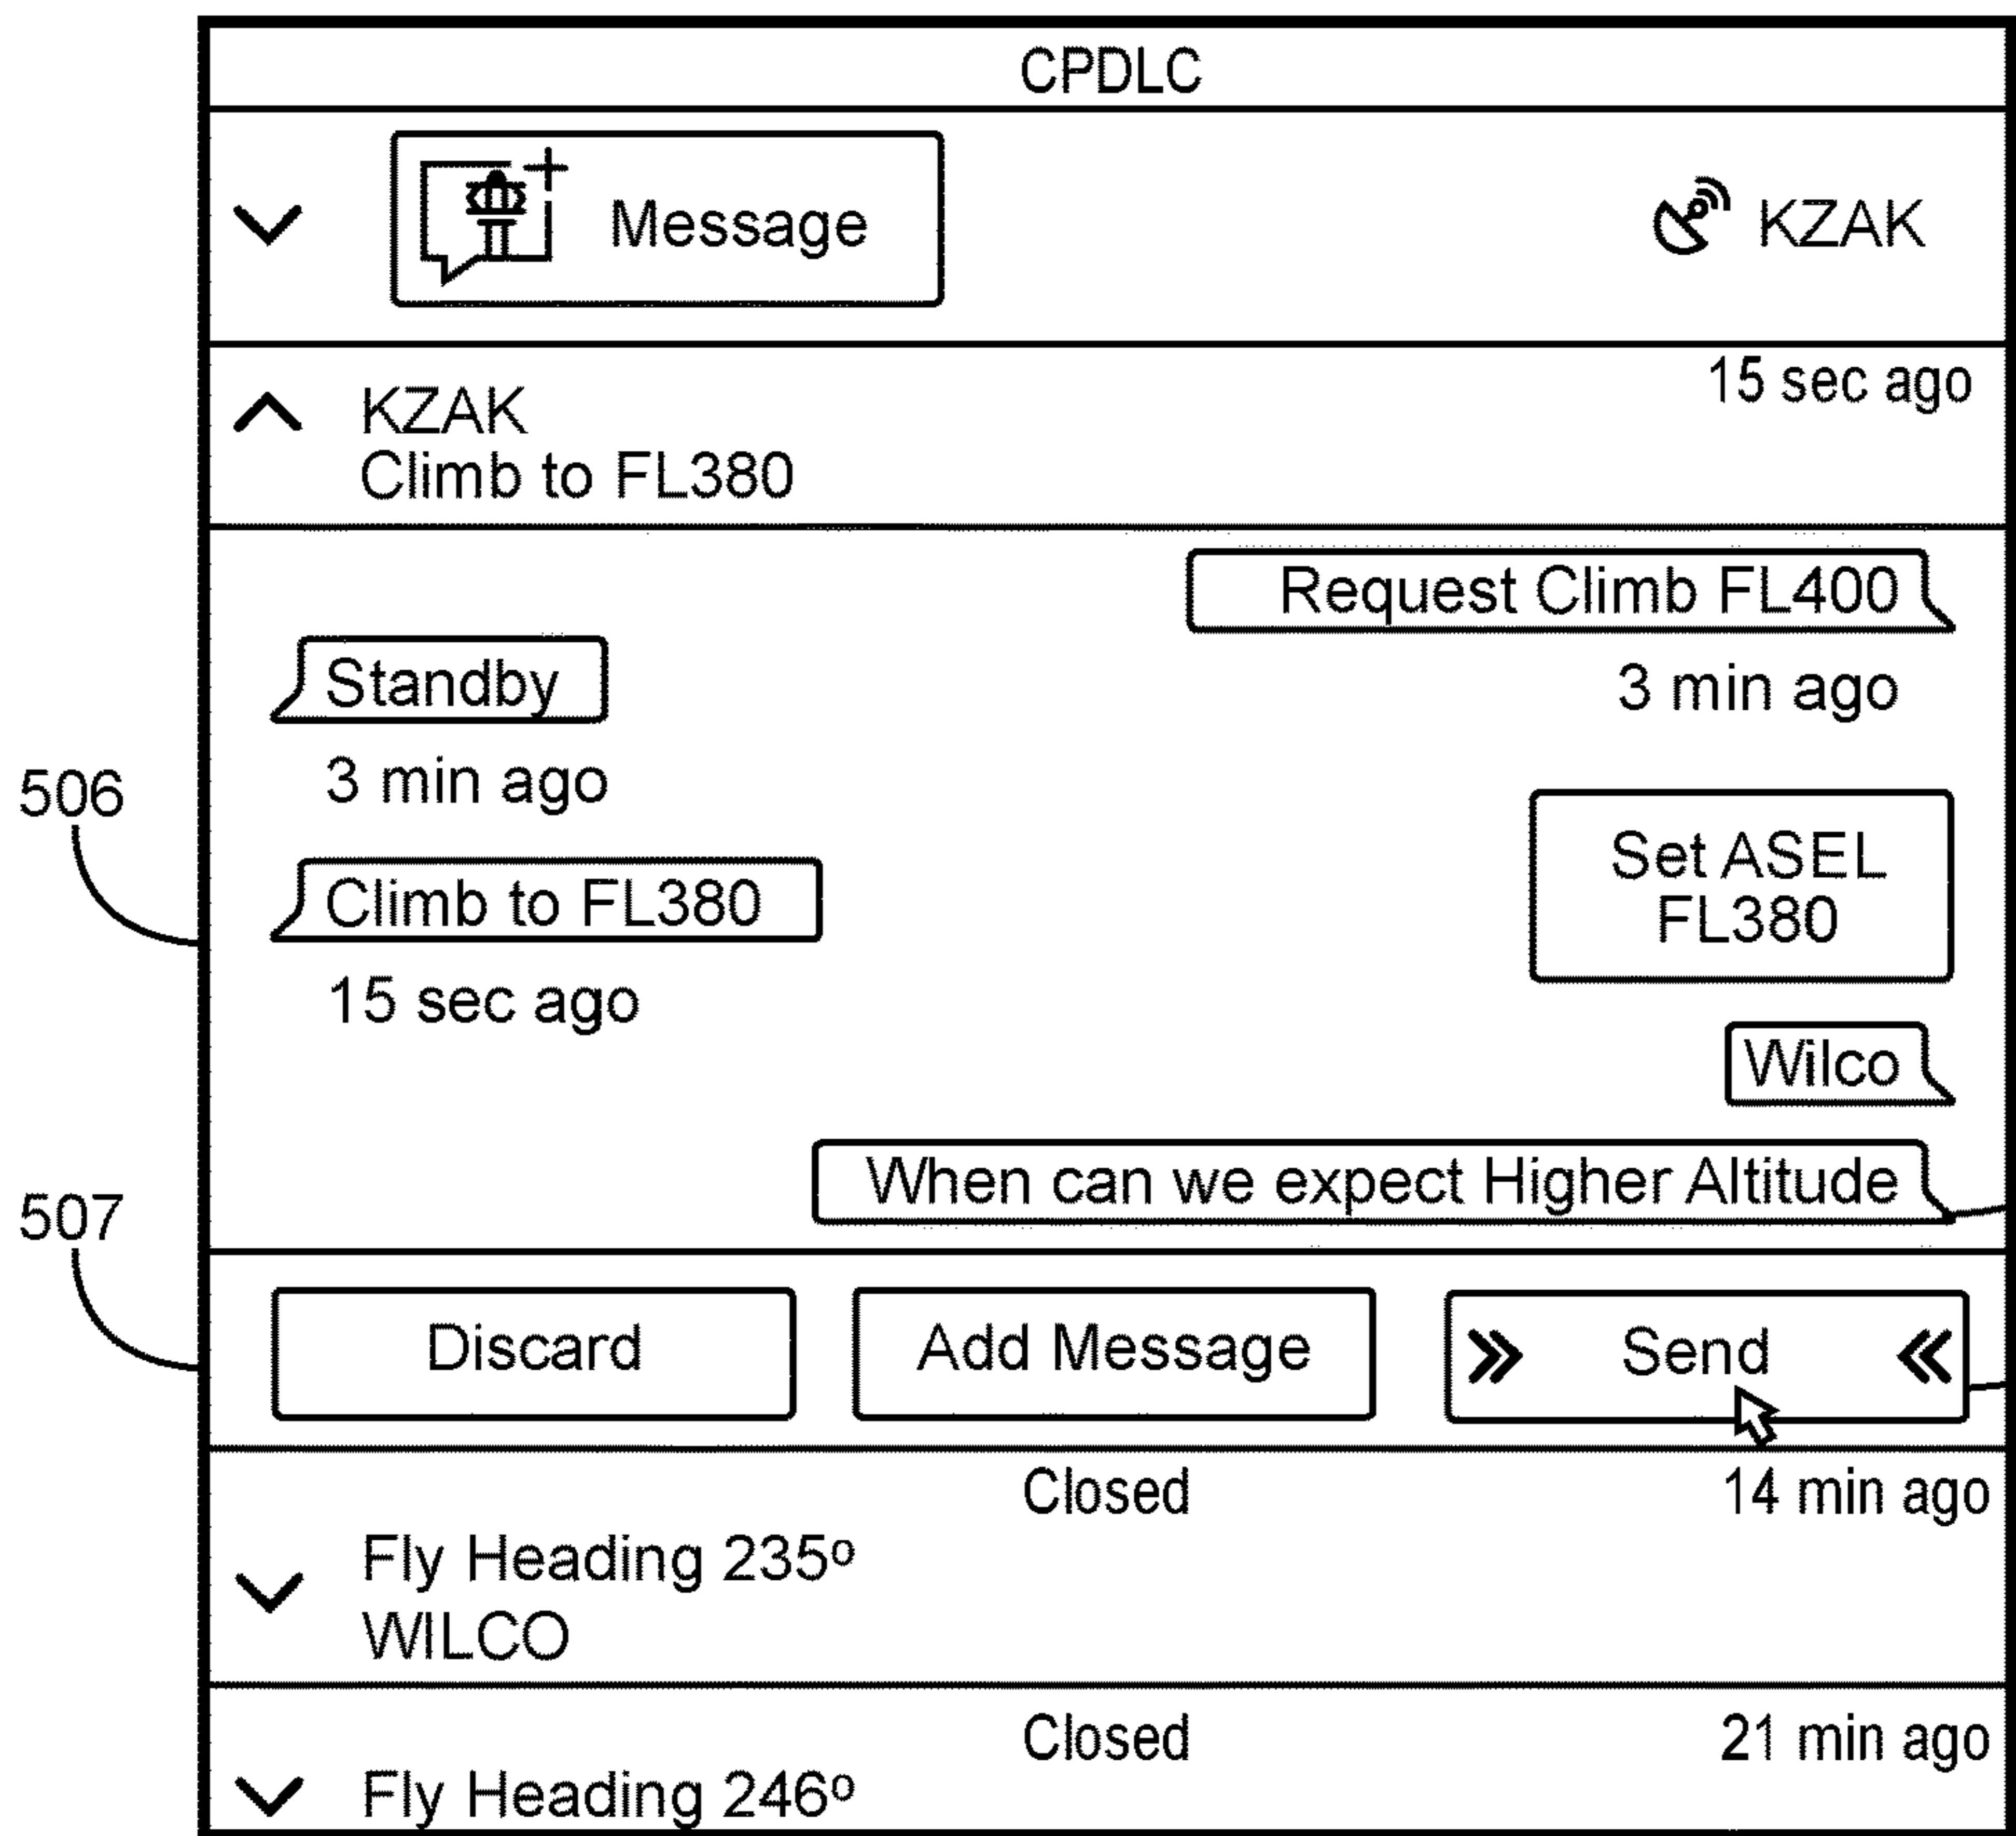 CPDLC
Message
KZAK
15 sec ago
KZAK
Climb to FL380
Request Climb FL400
Standby
3 min ago
3 min ago
506
Set ASEL
FL380
Climb to FL380
15 sec ago
Wilco
When can we expect Higher Altitude
507
Discard
Add Message
Send
Closed
14 min ago
Fly Heading 235º
WILCO
Closed
21 min ago
Fly Heading 246º